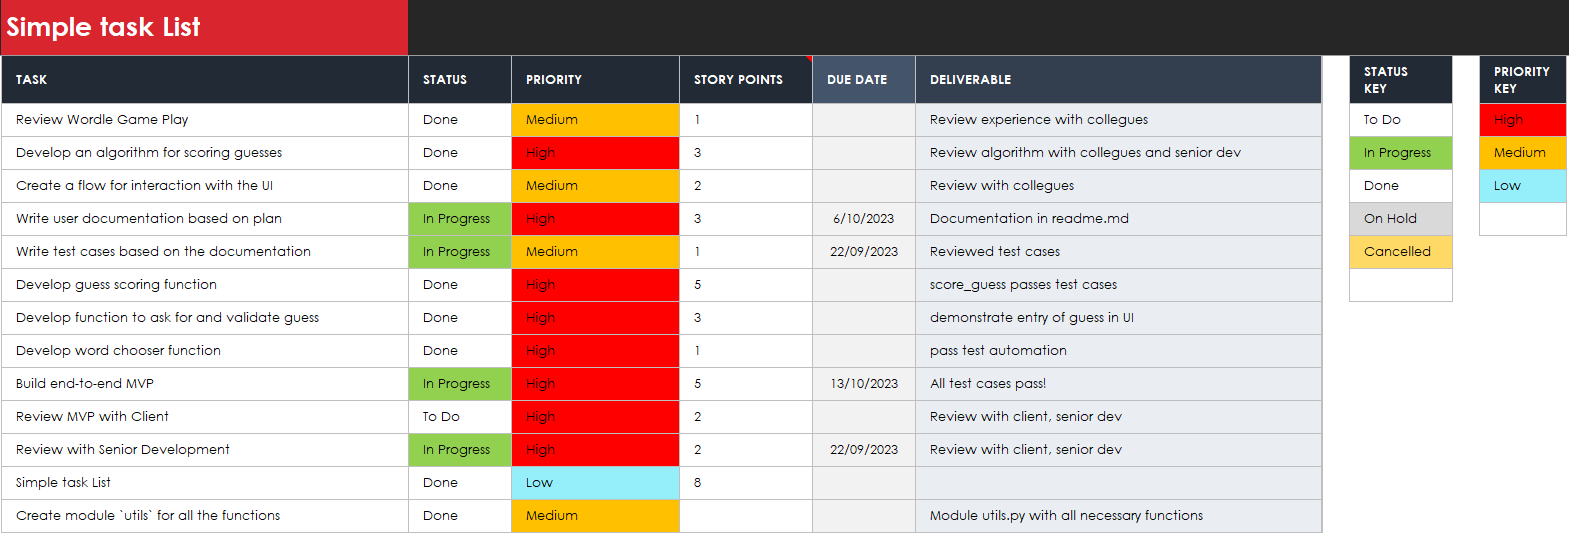 Simple task List
TASK STATUS PRIORITY STORY POINTS DUE DATE DELIVERABLE
Review Wordle Game Play Done Medium 1 Review experience with collegues
Develop an algorithm for scoring guesses Done High 3 Review algorithm with collegues and senior dev
Create a flow for interaction with the UI Done Medium 2 Review with collegues
Write user documentation based on plan In Progress High 3 6/10/2023 Documentation in readme.md
Write test cases based on the documentation In Progress Medium 1 22/09/2023 Reviewed test cases
Develop guess scoring function Done High 5 score_guess passes test cases
Develop function to ask for and validate guess Done High 3 demonstrate entry of guess in UI
Develop word chooser function Done High 1 pass test automation
Build end-to-end MVP In Progress High 5 13/10/2023 All test cases pass!
Review MVP with Client To Do High 2 Review with client, senior dev
Review with Senior Development In Progress High 2 22/09/2023 Review with client, senior dev
Simple task List Done Low 8
Create module `utils` for all the functions Done Medium Module utils.py with all necessary functions
STATUS
KEY
To Do
In Progress
Done
On Hold
Cancelled
PRIORITY
KEY
High
Medium
Low